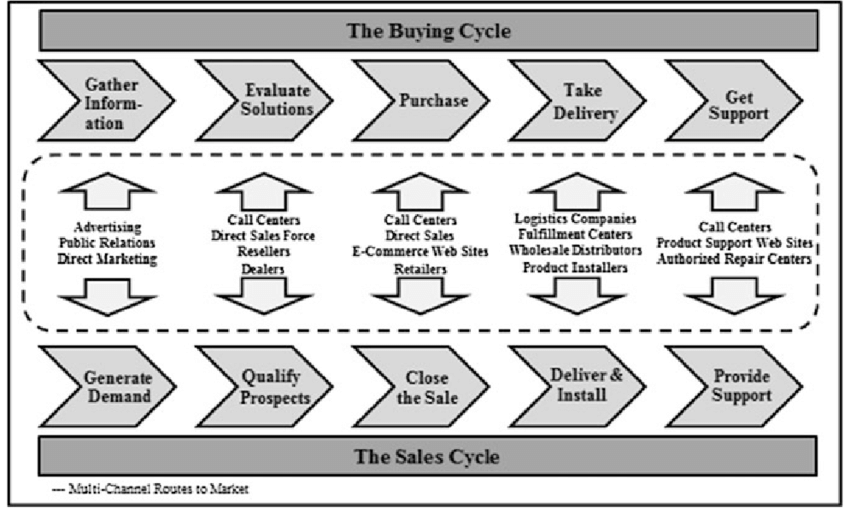 The Buying Cycle
Gather
Inform-
ation
Evaluate
Solutions
Purchase
Take
Delivery
Get
Support
Advertising
Public Relations
Direct Marketing
Call Centers
Direct Sales Force
Resellers
Dealers
Call Centers
Direct Sales
E-Commerce Web Sites
Retailers
Logistics Companies
Fulfillment Centers
Wholesale Distributors
Product Installers
Call Centers
Product Support Web Sites
Authorized Repair Centers
Generate
Demand
Qualify
Prospects
Close
the Sale
Deliver &
Install
Provide
Support
The Sales Cycle
--- Multi-Channel Routes to Market